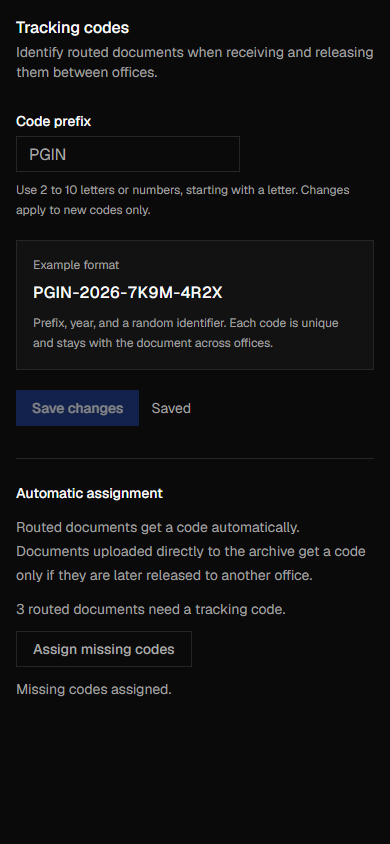 Tracking codes
Identify routed documents when receiving and releasing
them between offices.
Code prefix
PGIN
Use 2 to 10 letters or numbers, starting with a letter. Changes
apply to new codes only.
Example format
PGIN-2026-7K9M-4R2X
Prefix, year, and a random identifier. Each code is unique
and stays with the document across offices.
Save changes Saved
Automatic assignment
Routed documents get a code automatically.
Documents uploaded directly to the archive get a code
only if they are later released to another office.
3 routed documents need a tracking code.
Assign missing codes
Missing codes assigned.